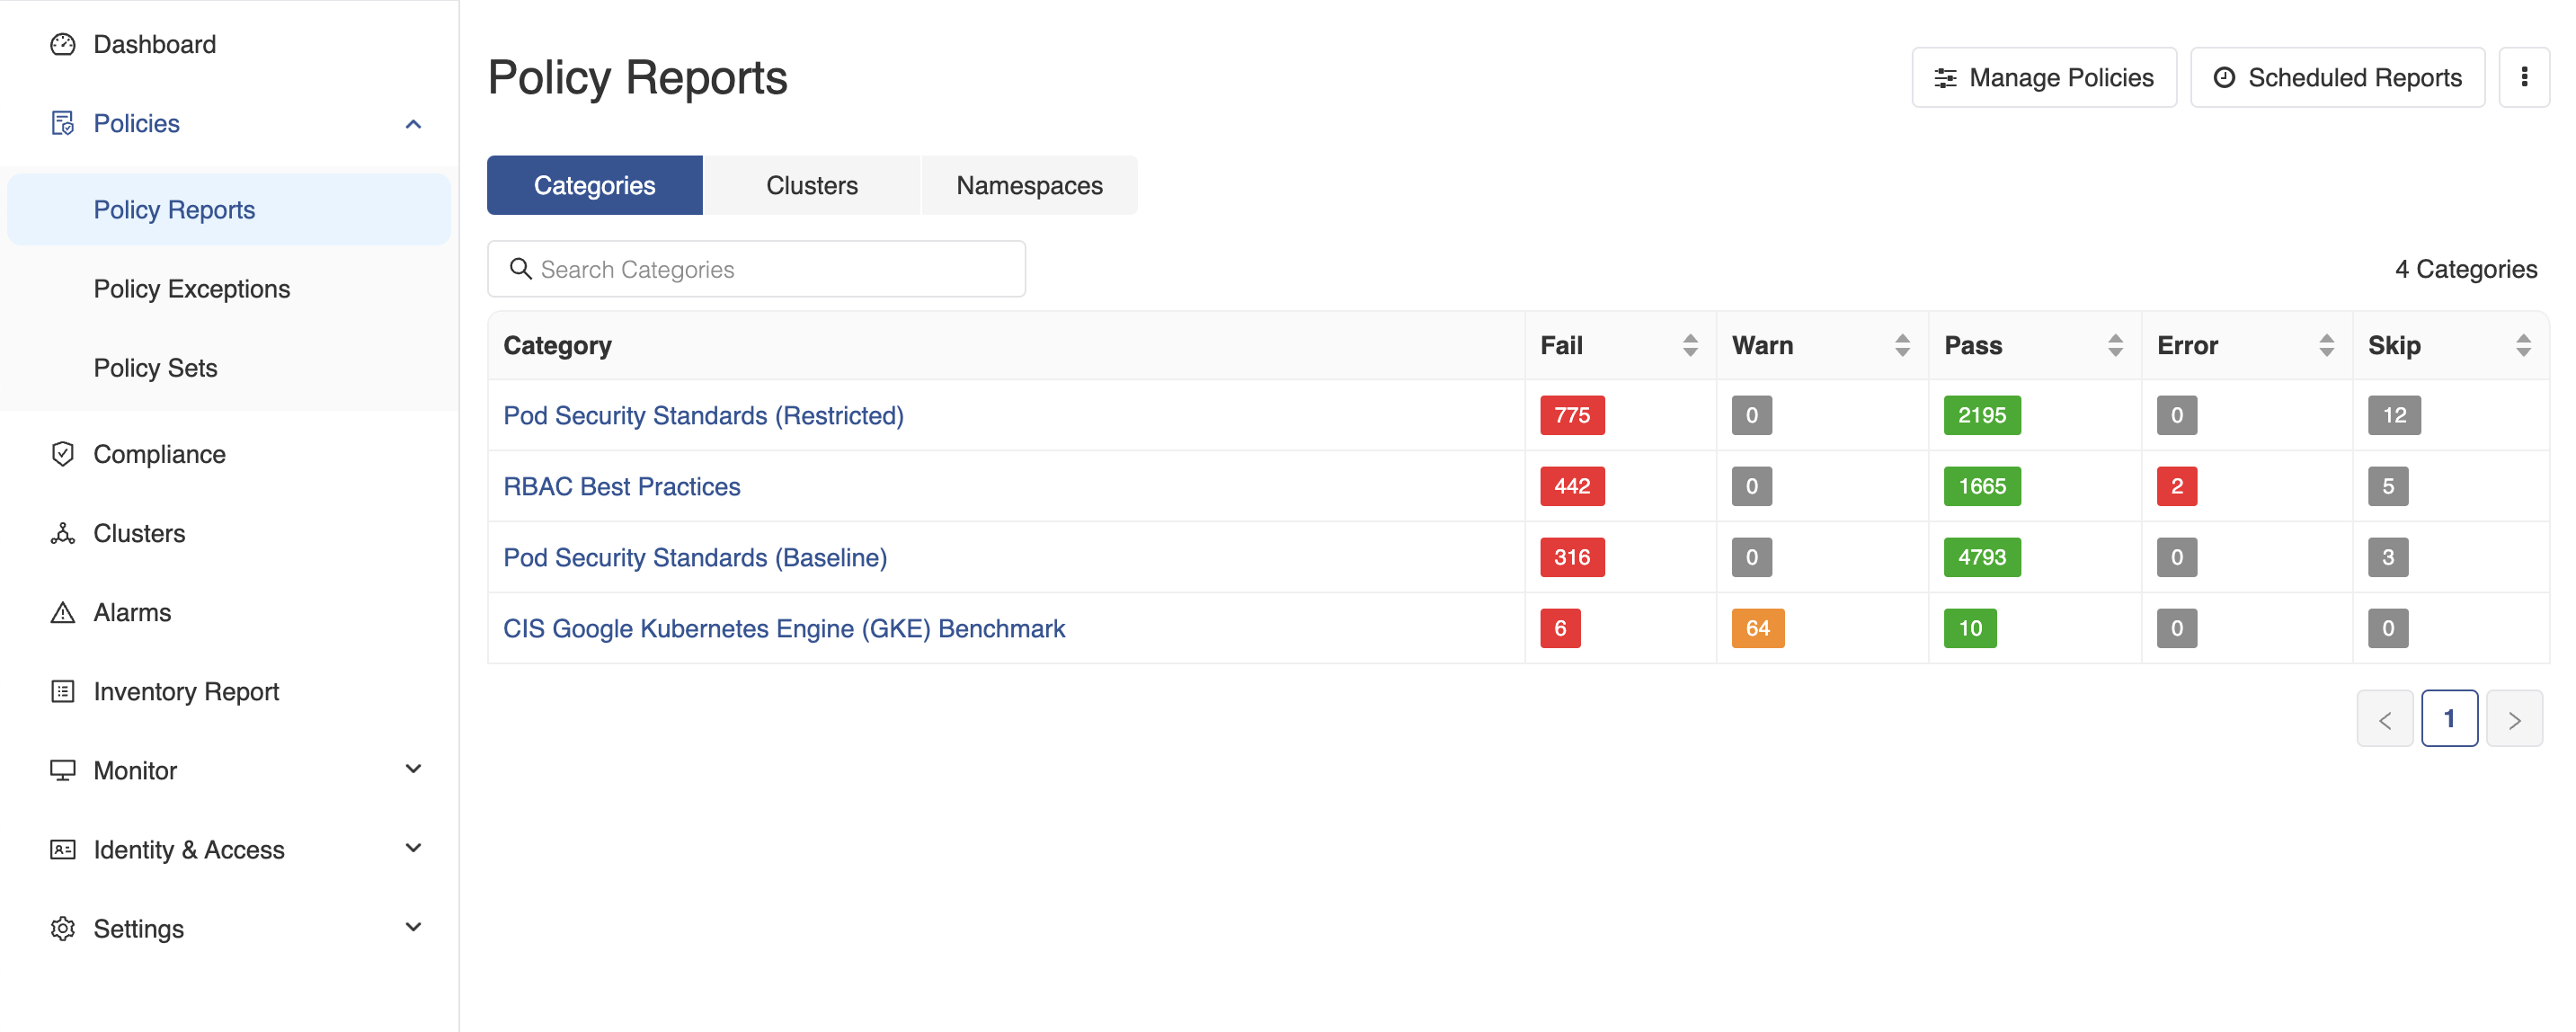 Dashboard
Policies
Policy Reports
Policy Exceptions
Policy Sets
Compliance
Clusters
Alarms
Inventory Report
Monitor
Identity & Access
Settings
Policy Reports
Manage Policies
Scheduled Reports
Categories Clusters Namespaces
Search Categories
4 Categories
Category Fail Warn Pass Error Skip
Pod Security Standards (Restricted) 775 0 2195 0 12
RBAC Best Practices 442 0 1665 2 5
Pod Security Standards (Baseline) 316 0 4793 0 3
CIS Google Kubernetes Engine (GKE) Benchmark 6 64 10 0 0
< 1 >